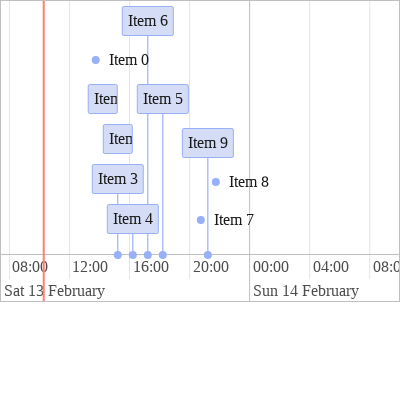 Item 6
Item 0
Iten
Item 5
Iten
Item 9
Item 3
Item 8
Item 4
Item 7
08:00 12:00 16:00 20:00 00:00 04:00 08:0
Sat 13 February Sun 14 February